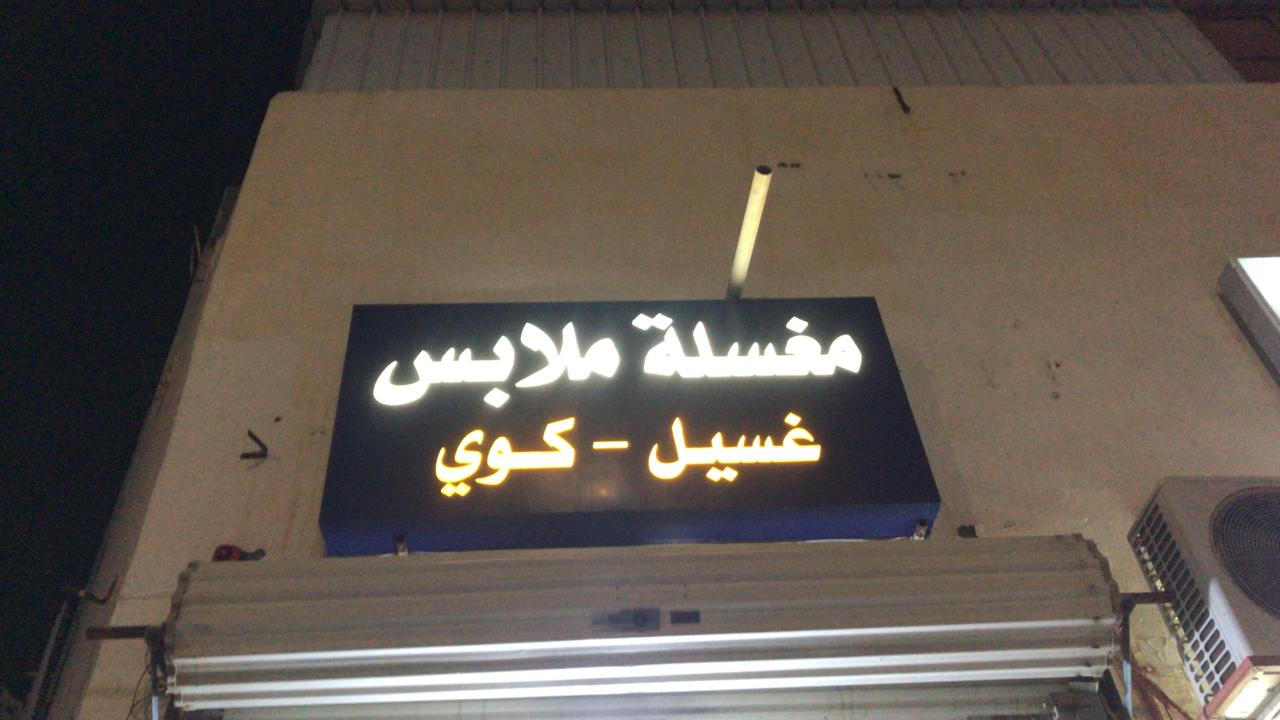 مغسلة ملابس
غسيل - كوي